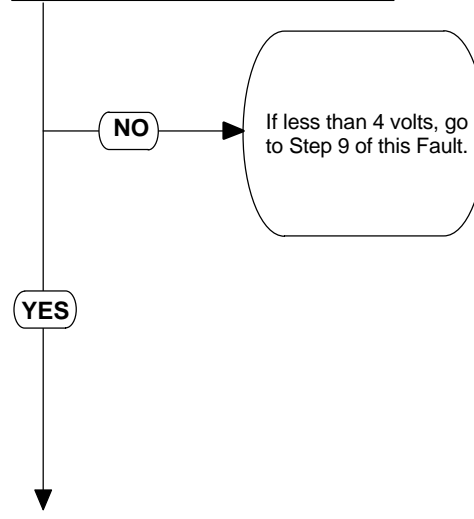 NO
If less than 4 volts, go
to Step 9 of this Fault.
YES